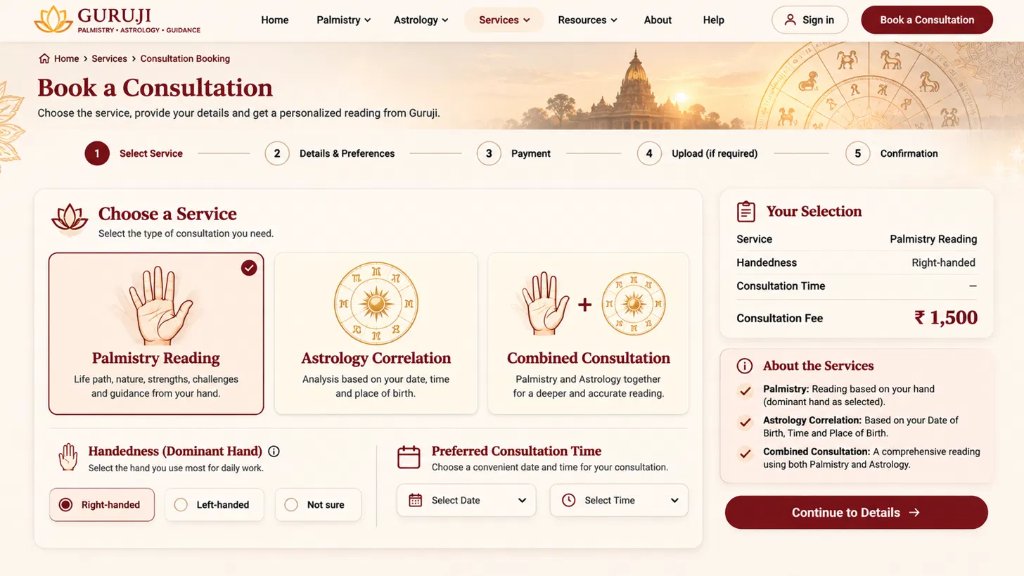 GURUJI
PALMISTRY • ASTROLOGY • GUIDANCE
Home
Palmistry
Astrology
Services
Resources
About
Help
Sign in
Book a Consultation
Home > Services > Consultation Booking
Book a Consultation
Choose the service, provide your details and get a personalized reading from Guruji.
1 Select Service
2 Details & Preferences
3 Payment
4 Upload (if required)
5 Confirmation
Choose a Service
Select the type of consultation you need.
Palmistry Reading
Life path, nature, strengths, challenges
and guidance from your hand.
Astrology Correlation
Analysis based on your date, time
and place of birth.
+
Combined Consultation
Palmistry and Astrology together
for a deeper and accurate reading.
Handedness (Dominant Hand)
Select the hand you use most for daily work.
Right-handed
Left-handed
Not sure
Preferred Consultation Time
Choose a convenient date and time for your consultation.
Select Date
Select Time
Your Selection
Service Palmistry Reading
Handedness Right-handed
Consultation Time –
Consultation Fee ₹ 1,500
About the Services
Palmistry: Reading based on your hand
(dominant hand as selected).
Astrology Correlation: Based on your Date of
Birth, Time and Place of Birth.
Combined Consultation: A comprehensive reading
using both Palmistry and Astrology.
Continue to Details →